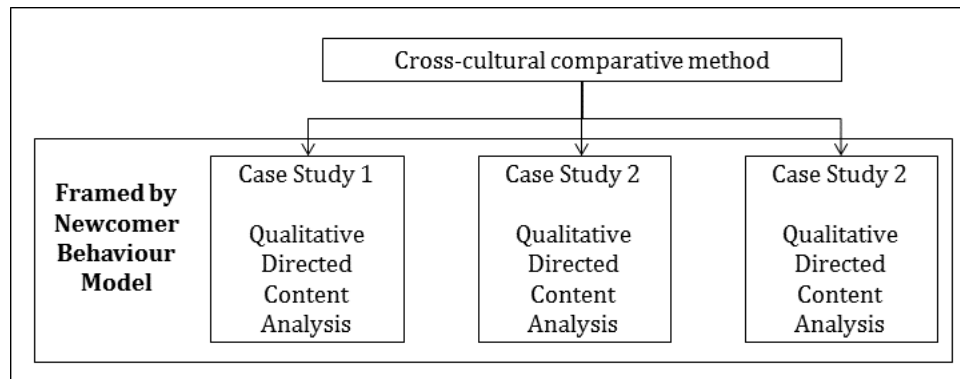 Cross-cultural comparative method
Framed by
Newcomer
Behaviour
Model
Case Study 1
Qualitative
Directed
Content
Analysis
Case Study 2
Qualitative
Directed
Content
Analysis
Case Study 2
Qualitative
Directed
Content
Analysis